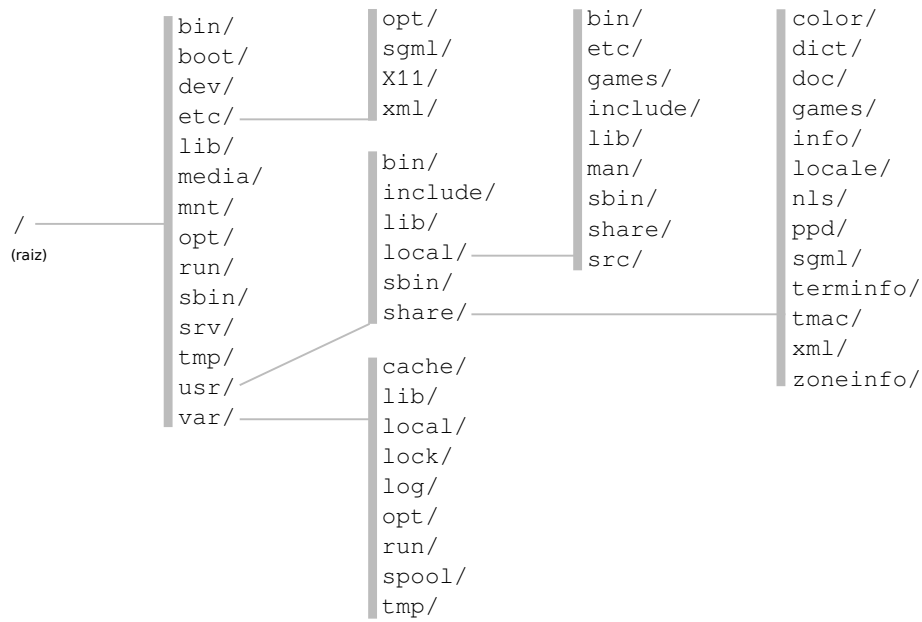 /
(raiz)
bin/
boot/
dev/
etc/
lib/
media/
mnt/
opt/
run/
sbin/
srv/
tmp/
usr/
var/
opt/
sgml/
X11/
xml/
bin/
include/
lib/
local/
sbin/
share/
cache/
lib/
local/
lock/
log/
opt/
run/
spool/
tmp/
bin/
etc/
games/
include/
lib/
man/
sbin/
share/
src/
color/
dict/
doc/
games/
info/
locale/
nls/
ppd/
sgml/
terminfo/
tmac/
xml/
zoneinfo/